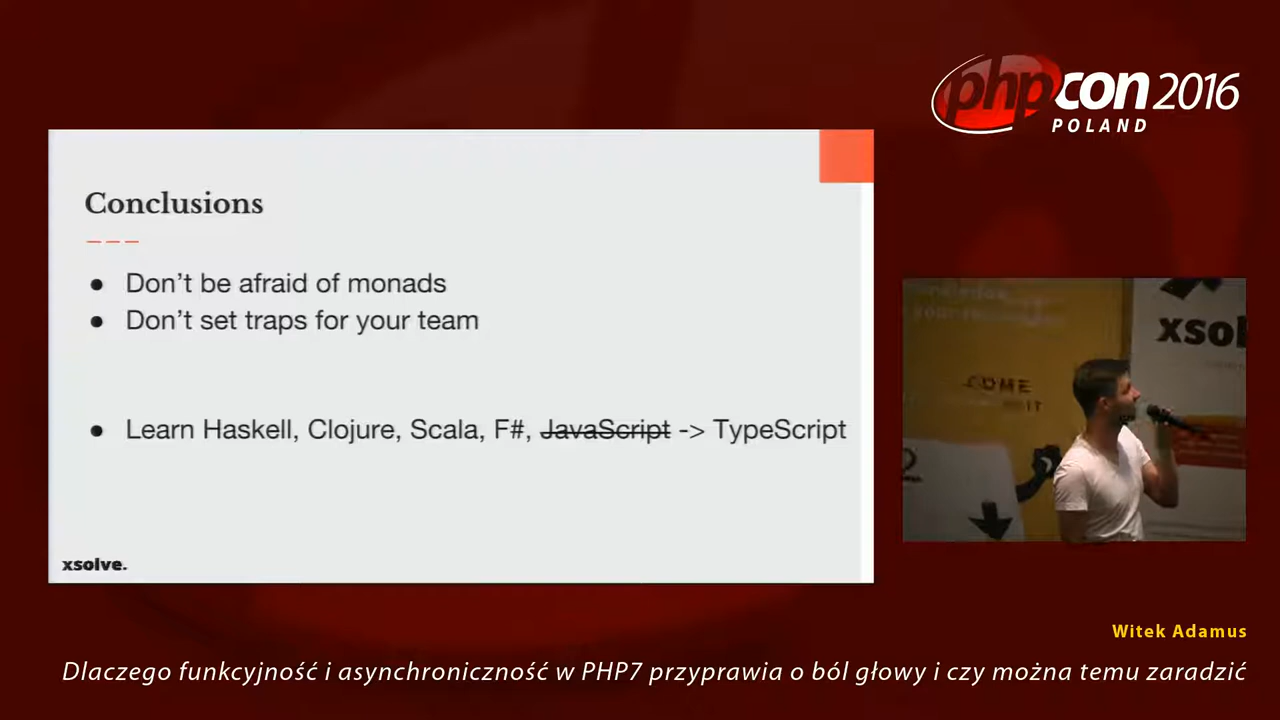 phpcon 2016
POLAND
Conclusions
● Don't be afraid of monads
● Don't set traps for your team
● Learn Haskell, Clojure, Scala, F#, JavaScript -> TypeScript
xsolve.
xsol
COME
IT
Witek Adamus
Dlaczego funkcyjność i asynchroniczność w PHP7 przyprawia o ból głowy i czy można temu zaradzić